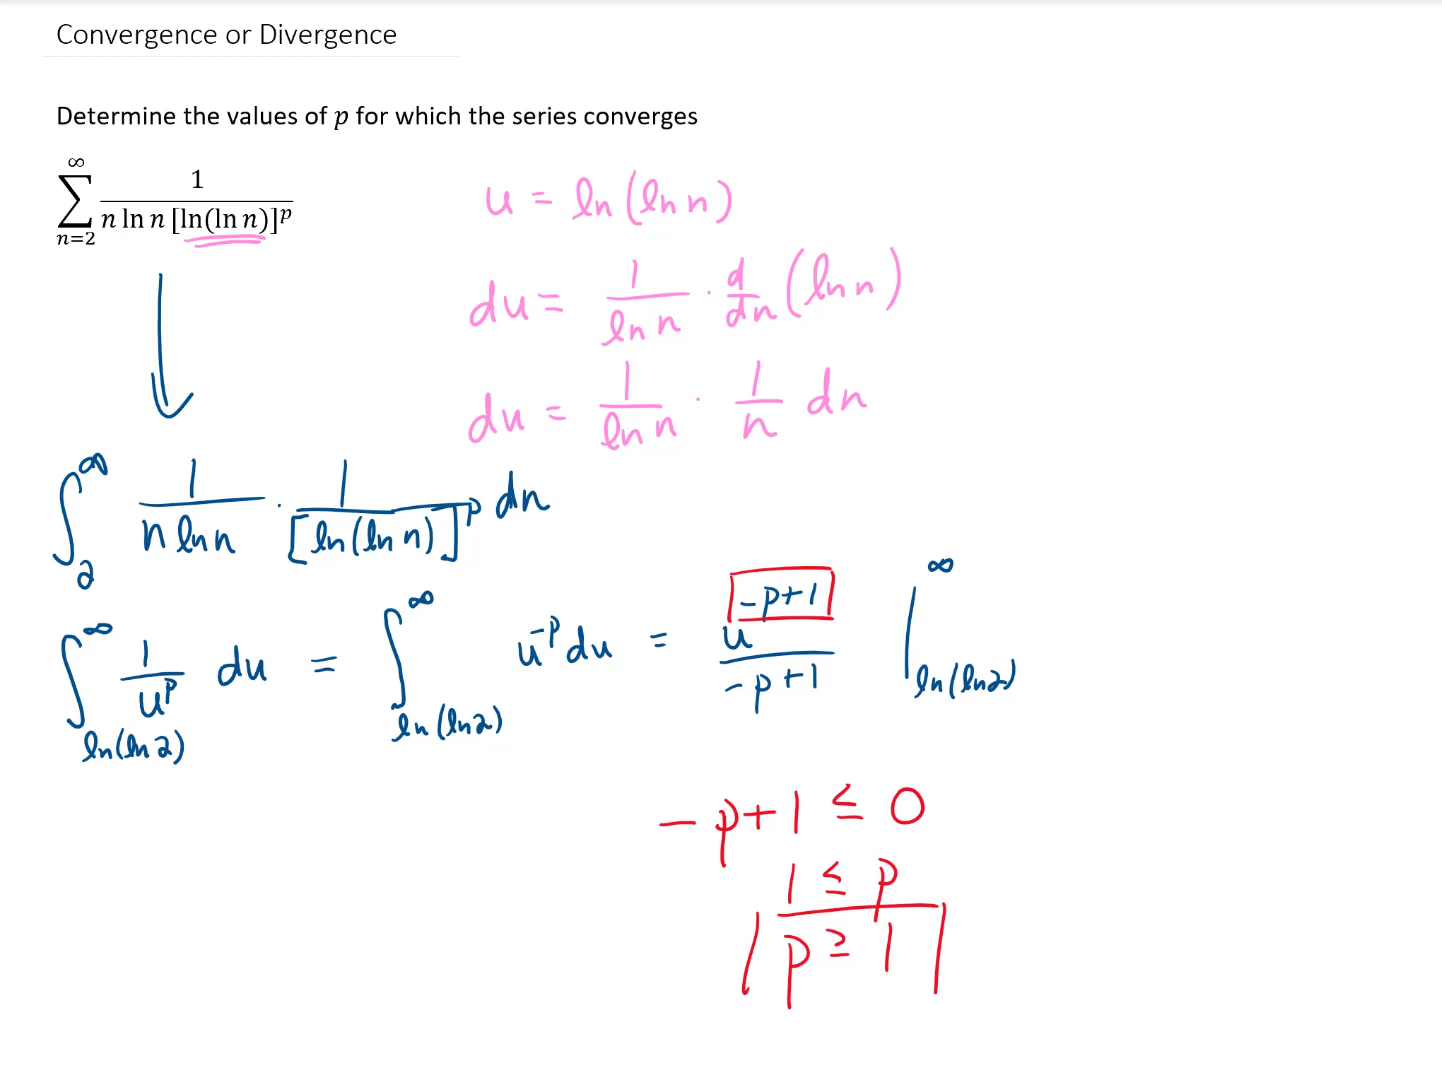 Convergence or Divergence
Determine the values of p for which the series converges
∞
∑ 1 / (n ln n [ln(ln n)]^p)
n=2
u = ln(ln n)
du = 1/(ln n) · d/dn (ln n)
du = 1/(ln n) · 1/n dn
∫_2^∞ 1/(n ln n) · 1/[ln(ln n)]^p dn
∫_{ln(ln 2)}^∞ 1/u^p du = ∫_{ln(ln 2)}^∞ u^{-p} du = u^{-p+1}/(-p+1) |_{ln(ln 2)}^∞
-p+1 ≤ 0
1 ≤ p
p ≥ 1